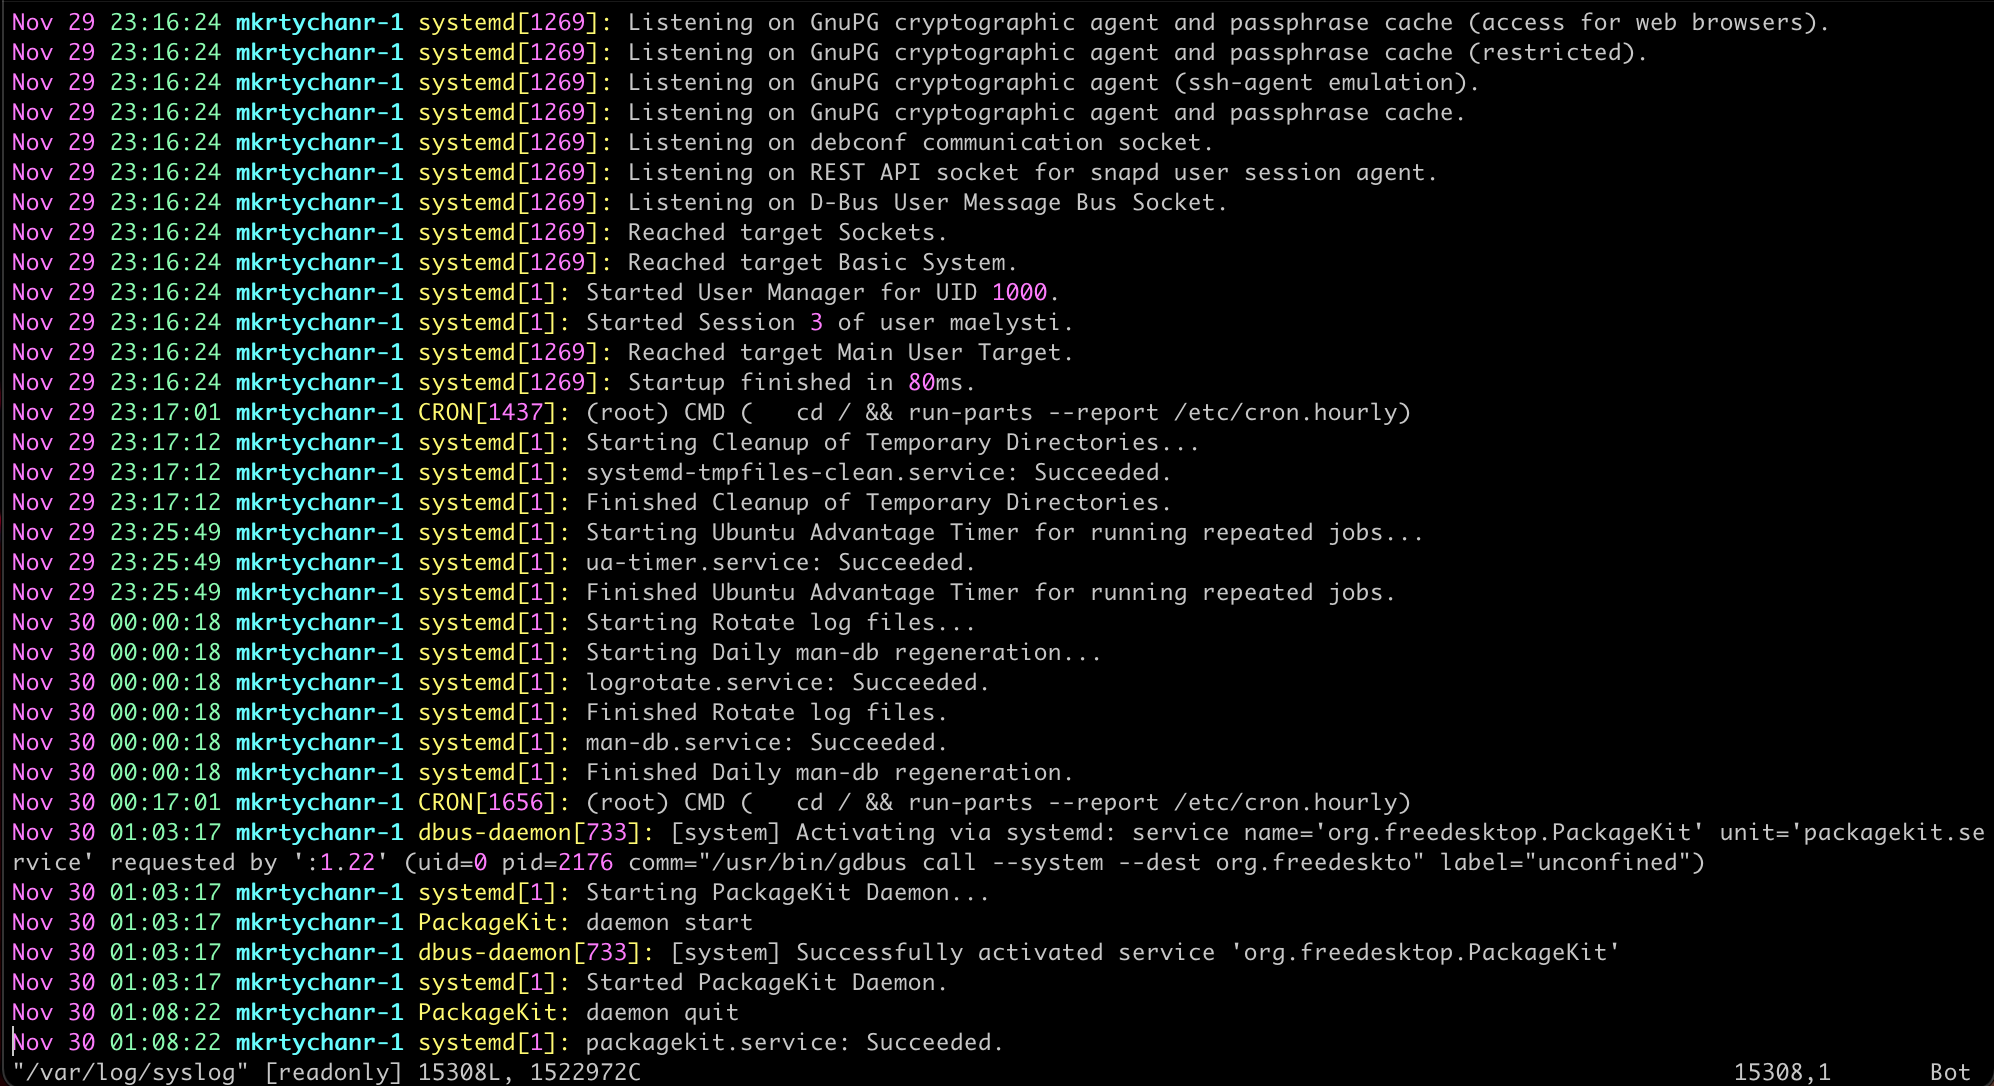 Nov 29 23:16:24 mkrtychanr-1 systemd[1269]: Listening on GnuPG cryptographic agent and passphrase cache (access for web browsers).
Nov 29 23:16:24 mkrtychanr-1 systemd[1269]: Listening on GnuPG cryptographic agent and passphrase cache (restricted).
Nov 29 23:16:24 mkrtychanr-1 systemd[1269]: Listening on GnuPG cryptographic agent (ssh-agent emulation).
Nov 29 23:16:24 mkrtychanr-1 systemd[1269]: Listening on GnuPG cryptographic agent and passphrase cache.
Nov 29 23:16:24 mkrtychanr-1 systemd[1269]: Listening on debconf communication socket.
Nov 29 23:16:24 mkrtychanr-1 systemd[1269]: Listening on REST API socket for snapd user session agent.
Nov 29 23:16:24 mkrtychanr-1 systemd[1269]: Listening on D-Bus User Message Bus Socket.
Nov 29 23:16:24 mkrtychanr-1 systemd[1269]: Reached target Sockets.
Nov 29 23:16:24 mkrtychanr-1 systemd[1269]: Reached target Basic System.
Nov 29 23:16:24 mkrtychanr-1 systemd[1]: Started User Manager for UID 1000.
Nov 29 23:16:24 mkrtychanr-1 systemd[1]: Started Session 3 of user maelysti.
Nov 29 23:16:24 mkrtychanr-1 systemd[1269]: Reached target Main User Target.
Nov 29 23:16:24 mkrtychanr-1 systemd[1269]: Startup finished in 80ms.
Nov 29 23:17:01 mkrtychanr-1 CRON[1437]: (root) CMD (   cd / && run-parts --report /etc/cron.hourly)
Nov 29 23:17:12 mkrtychanr-1 systemd[1]: Starting Cleanup of Temporary Directories...
Nov 29 23:17:12 mkrtychanr-1 systemd[1]: systemd-tmpfiles-clean.service: Succeeded.
Nov 29 23:17:12 mkrtychanr-1 systemd[1]: Finished Cleanup of Temporary Directories.
Nov 29 23:25:49 mkrtychanr-1 systemd[1]: Starting Ubuntu Advantage Timer for running repeated jobs...
Nov 29 23:25:49 mkrtychanr-1 systemd[1]: ua-timer.service: Succeeded.
Nov 29 23:25:49 mkrtychanr-1 systemd[1]: Finished Ubuntu Advantage Timer for running repeated jobs.
Nov 30 00:00:18 mkrtychanr-1 systemd[1]: Starting Rotate log files...
Nov 30 00:00:18 mkrtychanr-1 systemd[1]: Starting Daily man-db regeneration...
Nov 30 00:00:18 mkrtychanr-1 systemd[1]: logrotate.service: Succeeded.
Nov 30 00:00:18 mkrtychanr-1 systemd[1]: Finished Rotate log files.
Nov 30 00:00:18 mkrtychanr-1 systemd[1]: man-db.service: Succeeded.
Nov 30 00:00:18 mkrtychanr-1 systemd[1]: Finished Daily man-db regeneration.
Nov 30 00:17:01 mkrtychanr-1 CRON[1656]: (root) CMD (   cd / && run-parts --report /etc/cron.hourly)
Nov 30 01:03:17 mkrtychanr-1 dbus-daemon[733]: [system] Activating via systemd: service name='org.freedesktop.PackageKit' unit='packagekit.se
rvice' requested by ':1.22' (uid=0 pid=2176 comm="/usr/bin/gdbus call --system --dest org.freedeskto" label="unconfined")
Nov 30 01:03:17 mkrtychanr-1 systemd[1]: Starting PackageKit Daemon...
Nov 30 01:03:17 mkrtychanr-1 PackageKit: daemon start
Nov 30 01:03:17 mkrtychanr-1 dbus-daemon[733]: [system] Successfully activated service 'org.freedesktop.PackageKit'
Nov 30 01:03:17 mkrtychanr-1 systemd[1]: Started PackageKit Daemon.
Nov 30 01:08:22 mkrtychanr-1 PackageKit: daemon quit
Nov 30 01:08:22 mkrtychanr-1 systemd[1]: packagekit.service: Succeeded.
"/var/log/syslog" [readonly] 15308L, 1522972C 15308,1 Bot